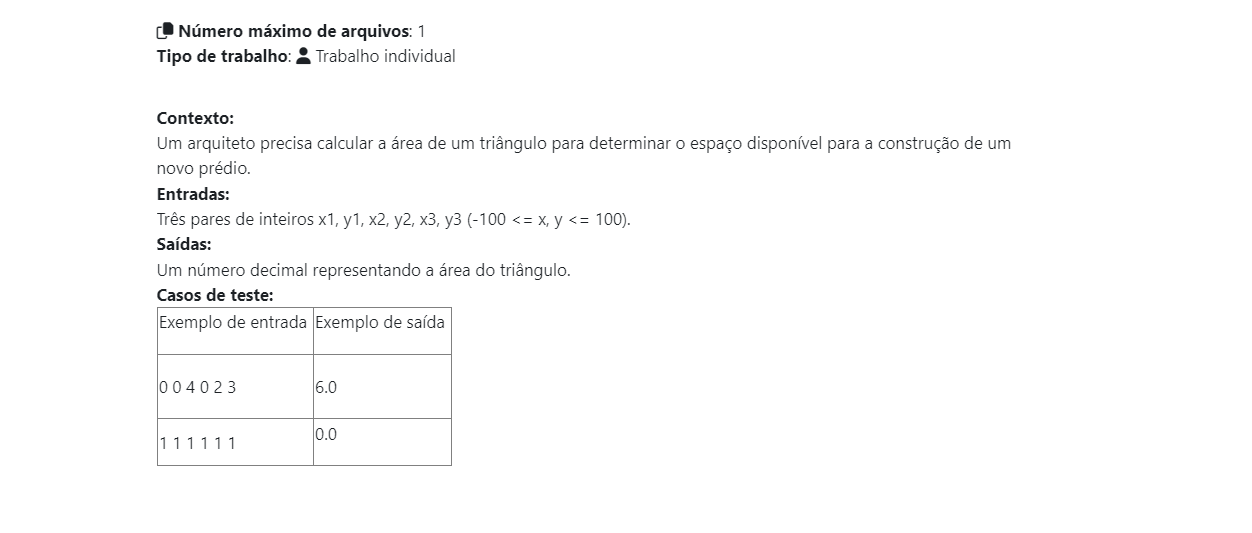 Número máximo de arquivos: 1
Tipo de trabalho: Trabalho individual
Contexto:
Um arquiteto precisa calcular a área de um triângulo para determinar o espaço disponível para a construção de um
novo prédio.
Entradas:
Três pares de inteiros x1, y1, x2, y2, x3, y3 (-100 <= x, y <= 100).
Saídas:
Um número decimal representando a área do triângulo.
Casos de teste:
Exemplo de entrada Exemplo de saída
0 0 4 0 2 3 6.0
1 1 1 1 1 1 0.0